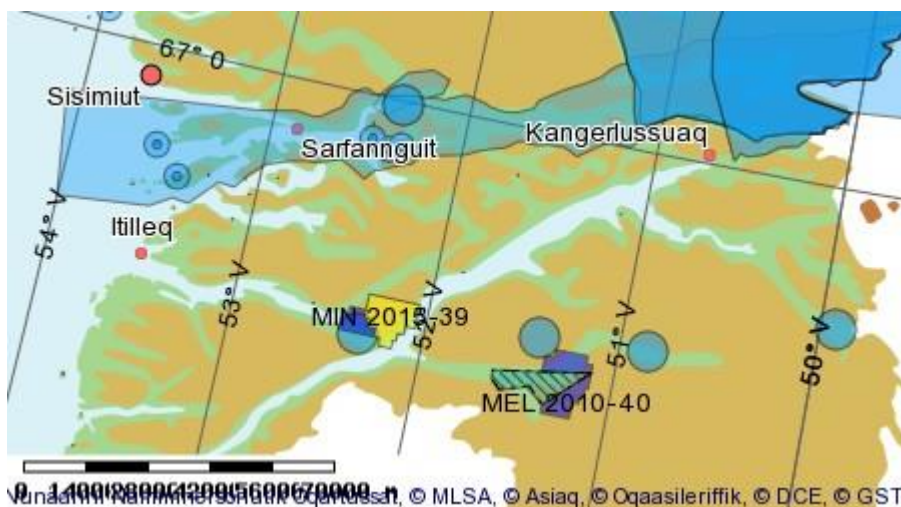 67° 0
Sisimiut
Kangerlussuaq
Sarfannguit
54° V
Itilleq
53° V
MIN 2015-39
52° V
51° V
50° V
MEL 2010-40
Oqartussat, © MLSA, © Asiaq, © Oqaasileriffik, © DCE, © GST